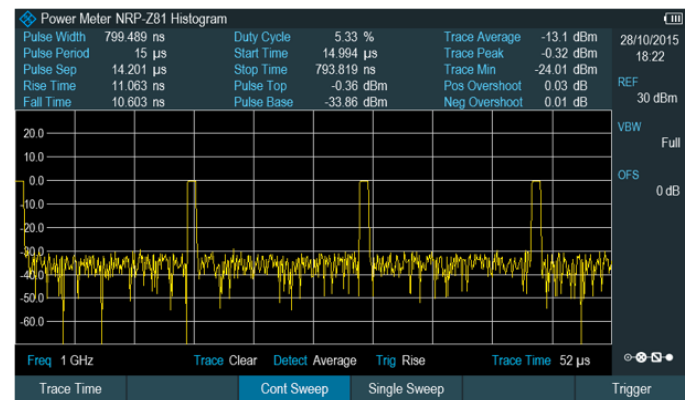 Power Meter NRP-Z81 Histogram
Pulse Width 799.489 ns Duty Cycle 5.33 % Trace Average -13.1 dBm
Pulse Period 15 µs Start Time 14.994 µs Trace Peak -0.32 dBm
Pulse Sep 14.201 µs Stop Time 793.819 ns Trace Min -24.01 dBm
Rise Time 11.063 ns Pulse Top -0.36 dBm Pos Overshoot 0.03 dB
Fall Time 10.603 ns Pulse Base -33.86 dBm Neg Overshoot 0.01 dB
28/10/2015
18:22
REF
30 dBm
VBW
Full
OFS
0 dB
20.0
10.0
0.0
-10.0
-20.0
-30.0
-40.0
-50.0
-60.0
Freq 1 GHz Trace Clear Detect Average Trig Rise Trace Time 52 µs
Trace Time Cont Sweep Single Sweep Trigger